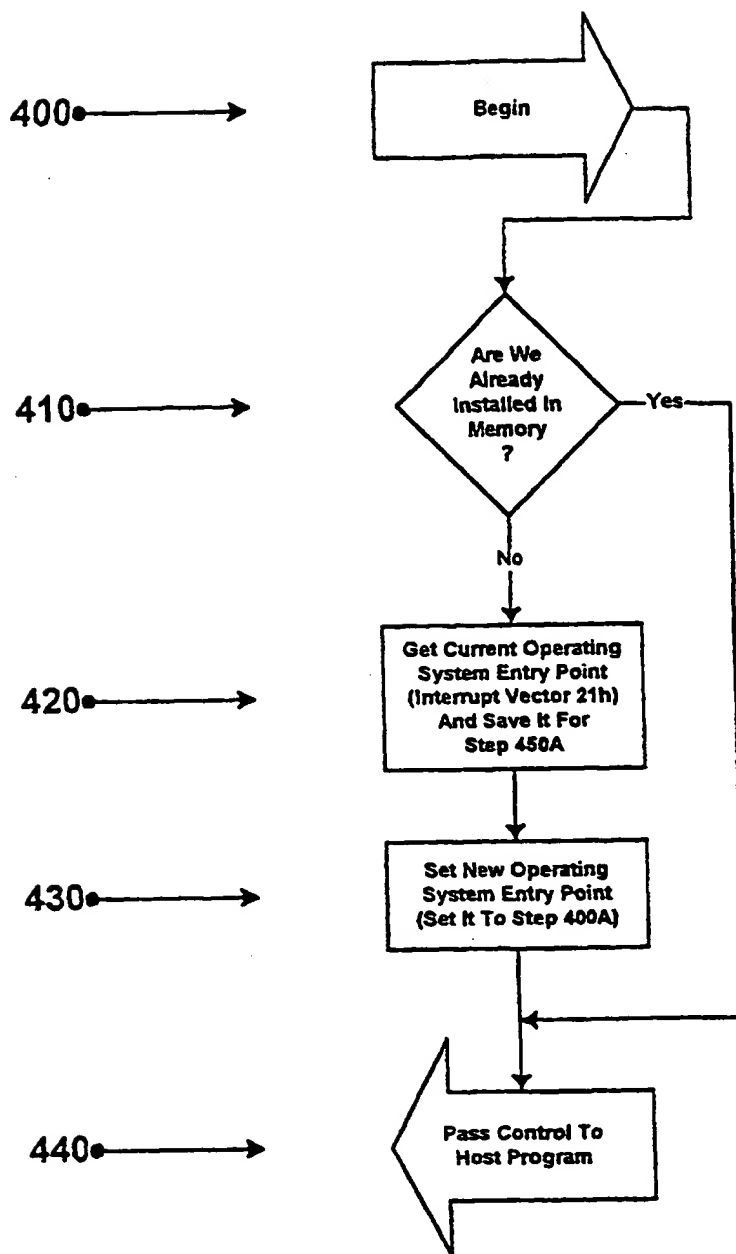 400
Begin
410
Are We
Already
Installed In
Memory
?
Yes
No
420
Get Current Operating
System Entry Point
(Interrupt Vector 21h)
And Save It For
Step 450A
430
Set New Operating
System Entry Point
(Set It To Step 400A)
440
Pass Control To
Host Program